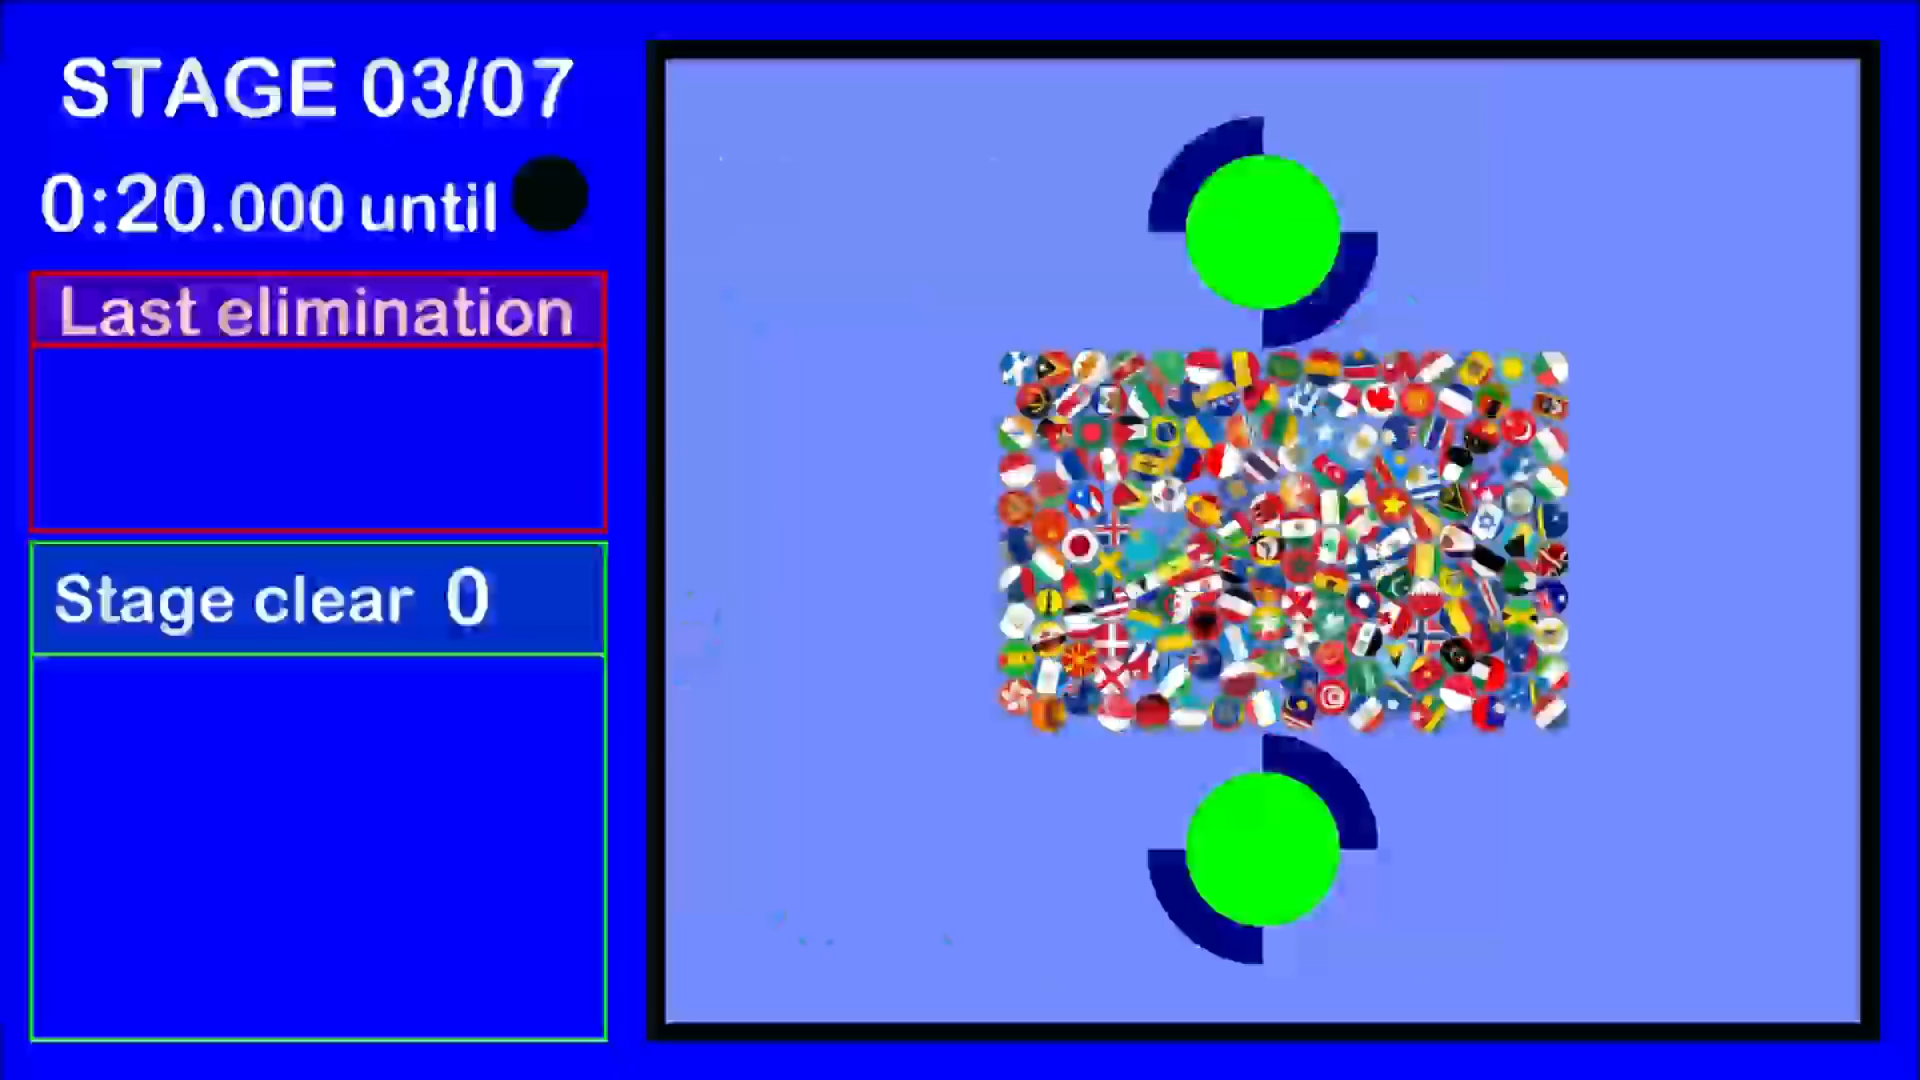 STAGE 03/07
0:20.000 until
Last elimination
Stage clear 0